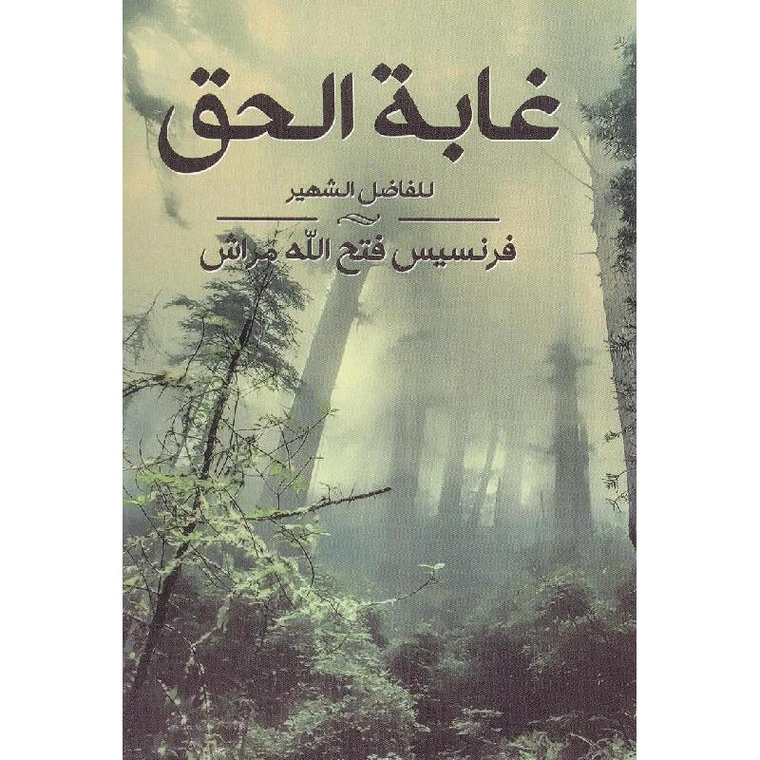 غابة الحق
للفاضل الشهير
فرنسيس فتح الله مراش